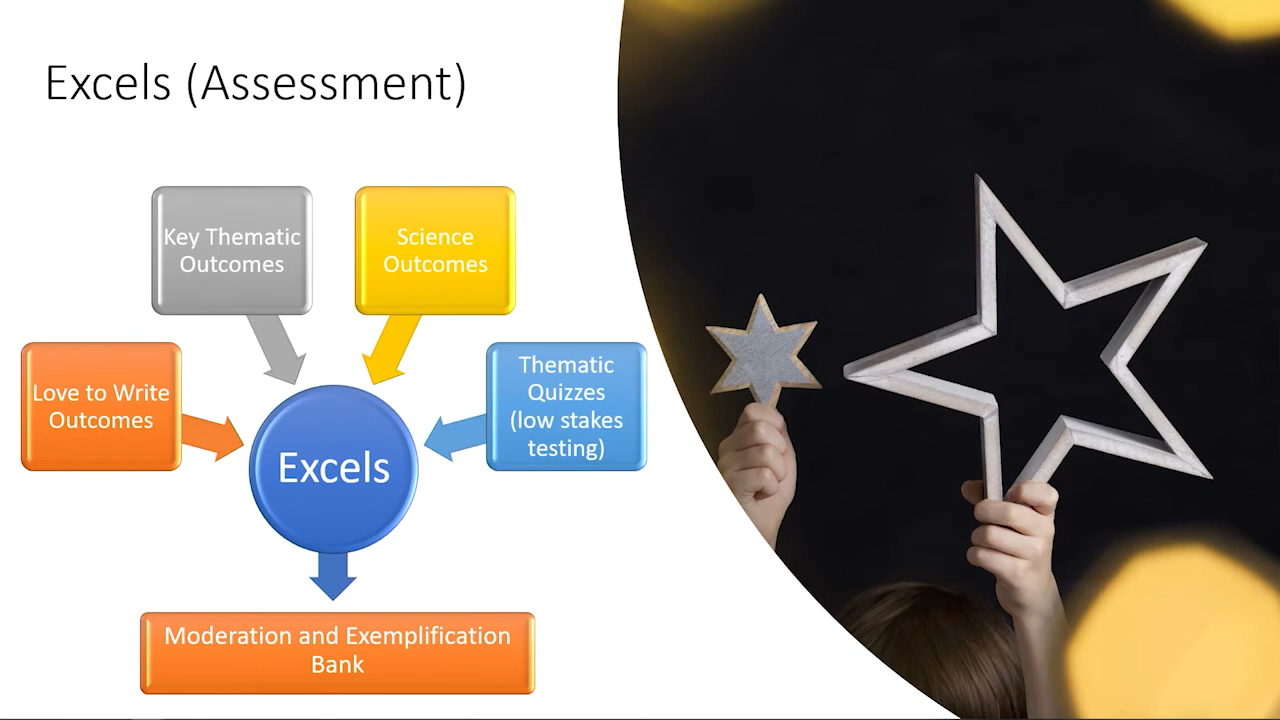 Excels (Assessment)
Key Thematic
Outcomes
Science
Outcomes
Love to Write
Outcomes
Thematic
Quizzes
(low stakes
testing)
Excels
Moderation and Exemplification
Bank